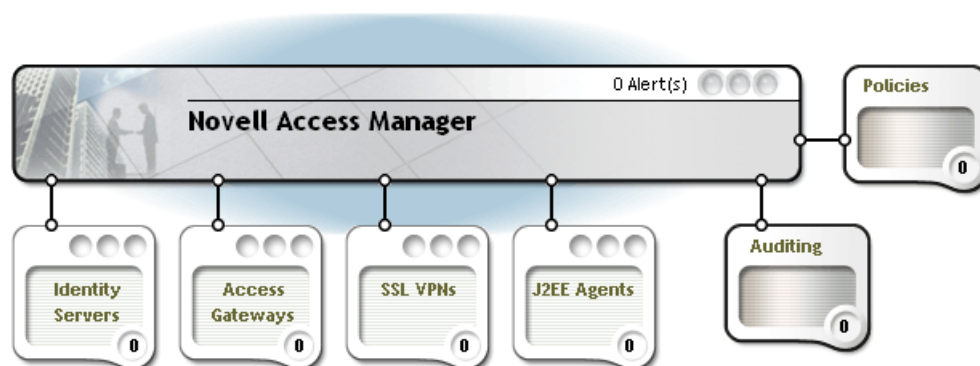 0 Alert(s)
Novell Access Manager
Policies
0
Identity
Servers
0
Access
Gateways
0
SSL VPNs
0
J2EE Agents
0
Auditing
0